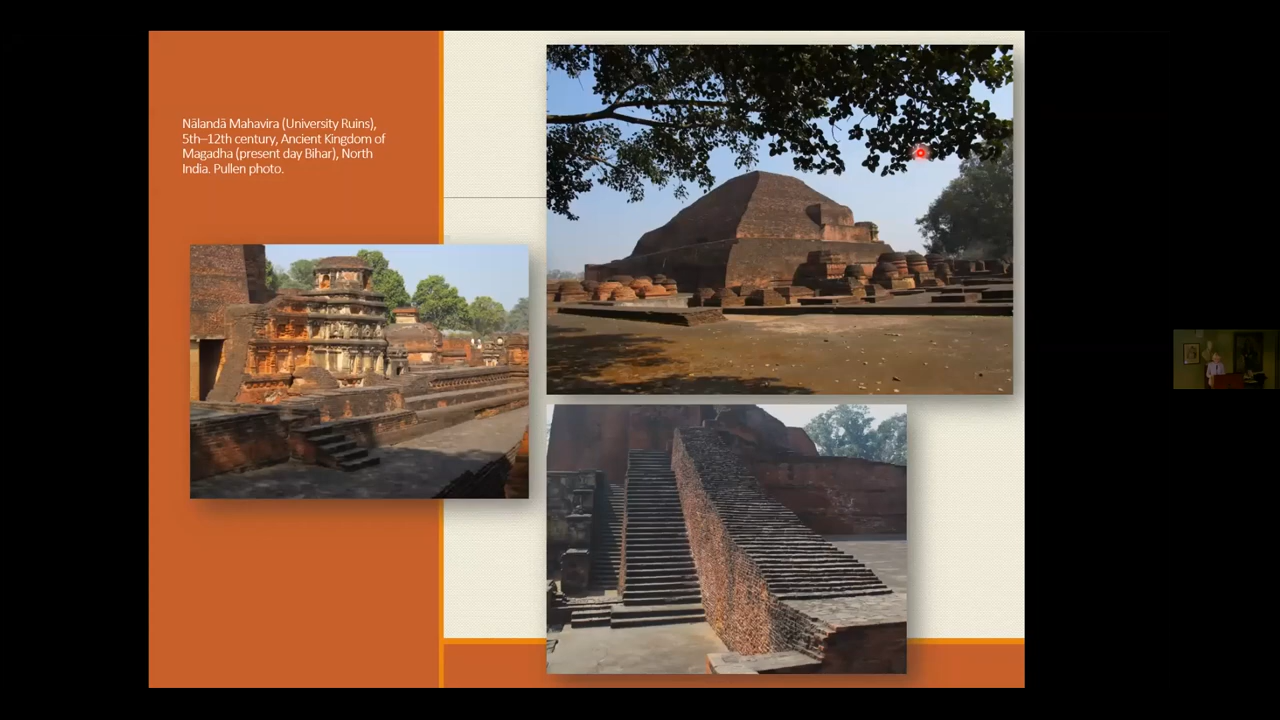 Nālandā Mahavira (University Ruins),
5th–12th century, Ancient Kingdom of
Magadha (present day Bihar), North
India. Pullen photo.